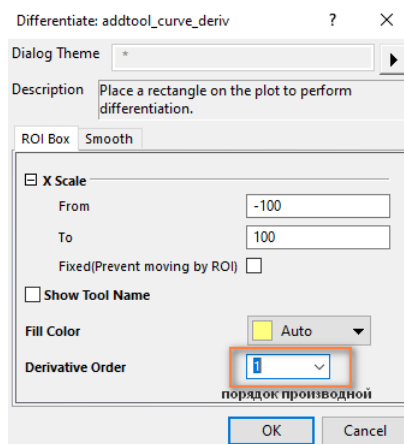 Differentiate: addtool_curve_deriv ? ×
Dialog Theme *
Description Place a rectangle on the plot to perform
differentiation.
ROI Box Smooth
X Scale
From -100
To 100
Fixed(Prevent moving by ROI)
Show Tool Name
Fill Color Auto
Derivative Order 1
порядок производной
OK Cancel